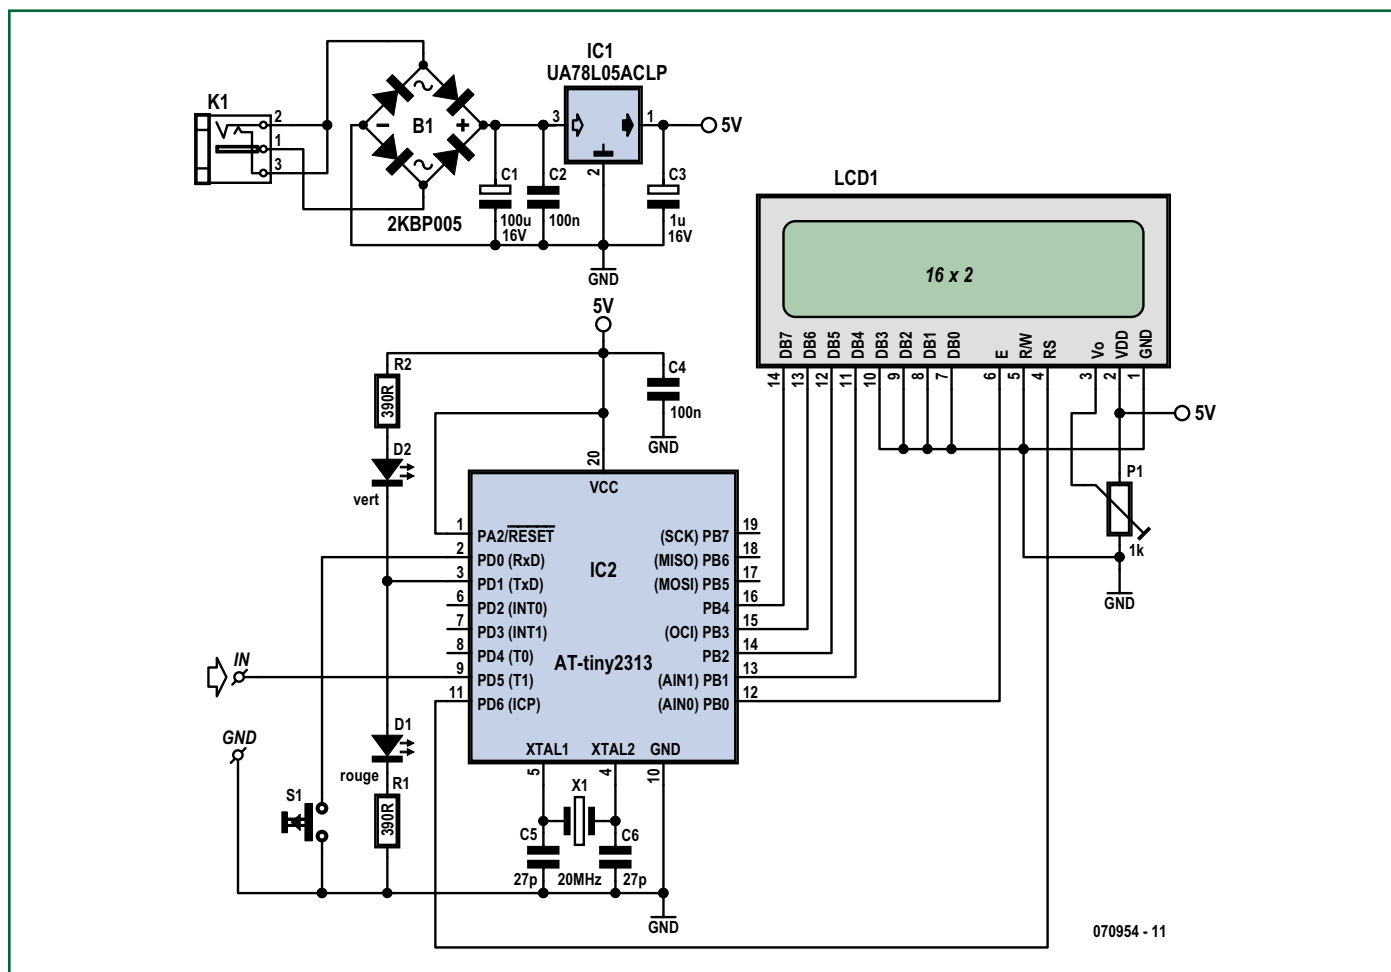 IC1
UA78L05ACLP
K1
2
1
3
B1
2KBP005
3
1
2
5V
C1
100u
16V
C2
100n
C3
1u
16V
GND
LCD1
16 x 2
DB7
DB6
DB5
DB4
DB3
DB2
DB1
DB0
E
R/W
RS
Vo
VDD
GND
14
13
12
11
10
9
8
7
6
5
4
3
2
1
5V
P1
1k
GND
5V
R2
390R
C4
100n
GND
D2
vert
20
VCC
1
PA2/RESET
2
PD0 (RxD)
3
PD1 (TxD)
6
PD2 (INT0)
7
PD3 (INT1)
8
PD4 (T0)
9
PD5 (T1)
11
PD6 (ICP)
IC2
AT-tiny2313
(SCK) PB7
19
(MISO) PB6
18
(MOSI) PB5
17
PB4
16
(OCI) PB3
15
PB2
14
(AIN1) PB1
13
(AIN0) PB0
12
XTAL1
XTAL2
GND
5
4
10
IN
GND
D1
rouge
R1
390R
S1
X1
C5
C6
27p
20MHz
27p
GND
070954 - 11